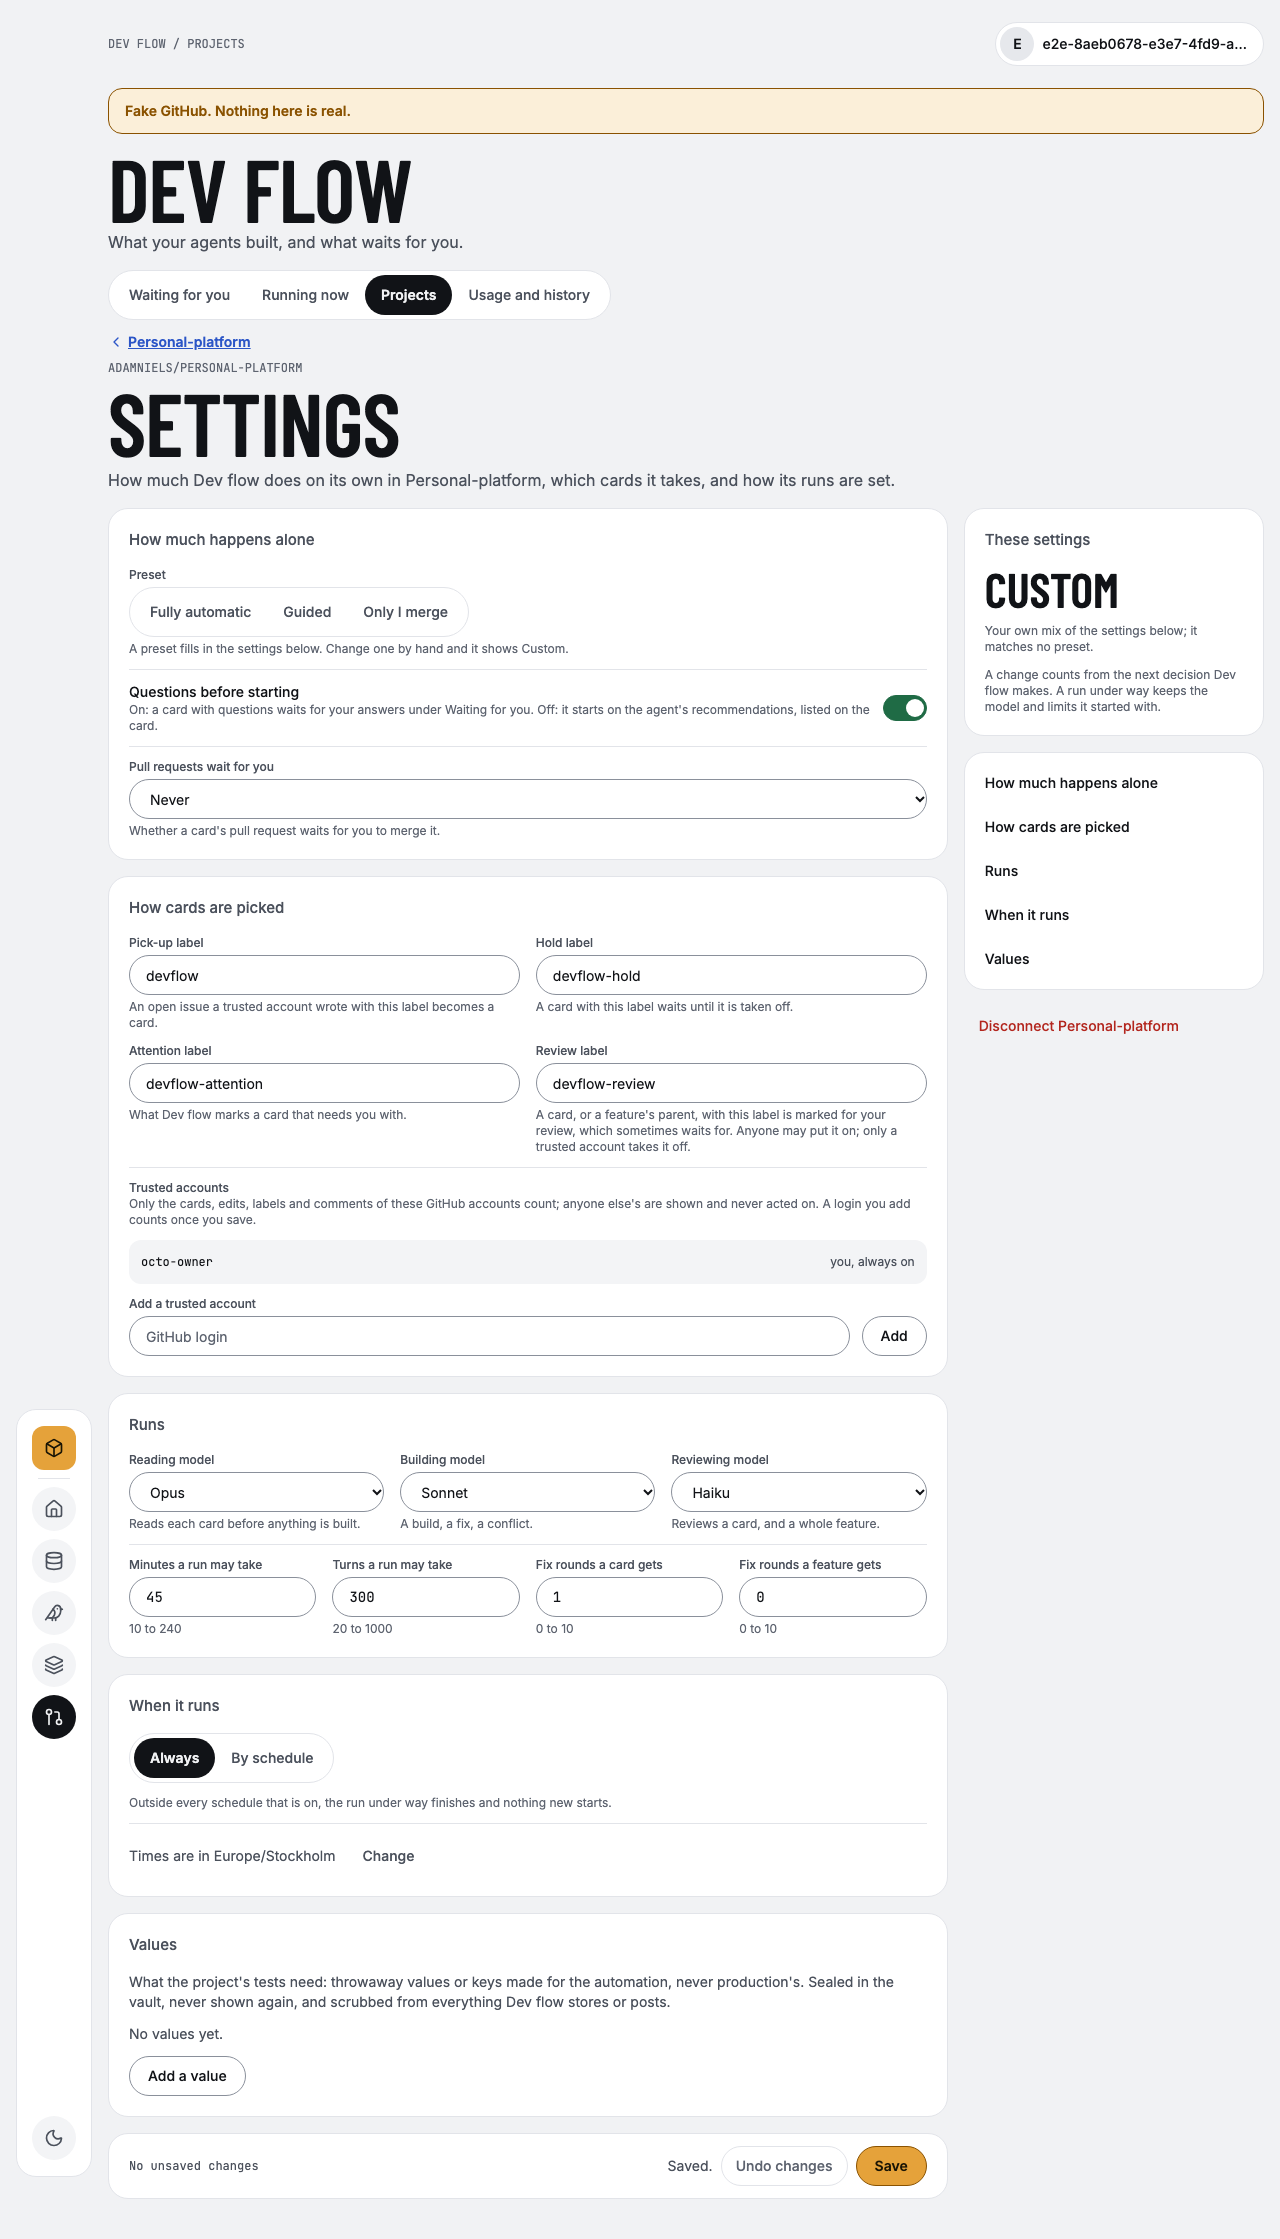 DEV FLOW / PROJECTS
E
e2e-8aeb0678-e3e7-4fd9-a...
Fake GitHub. Nothing here is real.
DEV FLOW
What your agents built, and what waits for you.
Waiting for you
Running now
Projects
Usage and history
Personal-platform
ADAMNIELS/PERSONAL-PLATFORM
SETTINGS
How much Dev flow does on its own in Personal-platform, which cards it takes, and how its runs are set.
How much happens alone
Preset
Fully automatic
Guided
Only I merge
A preset fills in the settings below. Change one by hand and it shows Custom.
Questions before starting
On: a card with questions waits for your answers under Waiting for you. Off: it starts on the agent's recommendations, listed on the
card.
Pull requests wait for you
Never
Whether a card's pull request waits for you to merge it.
These settings
CUSTOM
Your own mix of the settings below; it
matches no preset.
A change counts from the next decision Dev
flow makes. A run under way keeps the
model and limits it started with.
How much happens alone
How cards are picked
Runs
When it runs
Values
Disconnect Personal-platform
How cards are picked
Pick-up label
devflow
An open issue a trusted account wrote with this label becomes a
card.
Hold label
devflow-hold
A card with this label waits until it is taken off.
Attention label
devflow-attention
What Dev flow marks a card that needs you with.
Review label
devflow-review
A card, or a feature's parent, with this label is marked for your
review, which sometimes waits for. Anyone may put it on; only a
trusted account takes it off.
Trusted accounts
Only the cards, edits, labels and comments of these GitHub accounts count; anyone else's are shown and never acted on. A login you add
counts once you save.
octo-owner
you, always on
Add a trusted account
GitHub login
Add
Runs
Reading model
Opus
Reads each card before anything is built.
Building model
Sonnet
A build, a fix, a conflict.
Reviewing model
Haiku
Reviews a card, and a whole feature.
Minutes a run may take
45
10 to 240
Turns a run may take
300
20 to 1000
Fix rounds a card gets
1
0 to 10
Fix rounds a feature gets
0
0 to 10
When it runs
Always
By schedule
Outside every schedule that is on, the run under way finishes and nothing new starts.
Times are in Europe/Stockholm
Change
Values
What the project's tests need: throwaway values or keys made for the automation, never production's. Sealed in the
vault, never shown again, and scrubbed from everything Dev flow stores or posts.
No values yet.
Add a value
No unsaved changes
Saved.
Undo changes
Save